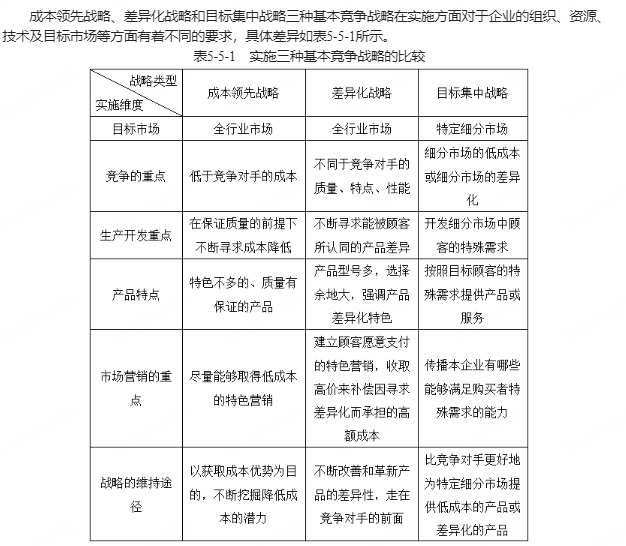 成本领先战略、差异化战略和目标集中战略三种基本竞争战略在实施方面对于企业的组织、资源、
技术及目标市场等方面有着不同的要求，具体差异如表5-5-1所示。
表5-5-1 实施三种基本竞争战略的比较
战略类型
实施维度
成本领先战略
差异化战略
目标集中战略
目标市场
全行业市场
全行业市场
特定细分市场
竞争的重点
低于竞争对手的成本
不同于竞争对手的
质量、特点、性能
细分市场的低成本
或细分市场的差异
化
生产开发重点
在保证质量的前提下
不断寻求成本降低
不断寻求能被顾客
所认同的产品差异
开发细分市场中顾
客的特殊需求
产品特点
特色不多的、质量有
保证的产品
产品型号多，选择
余地大，强调产品
差异化特色
按照目标顾客的特
殊需求提供产品或
服务
市场营销的重
点
尽量能够取得低成本
的特色营销
建立顾客愿意支付
的特色营销，收取
高价来补偿因寻求
差异化而承担的高
额成本
传播本企业有哪些
能够满足购买者特
殊需求的能力
战略的维持途
径
以获取成本优势为目
的，不断挖掘降低成
本的潜力
不断改善和革新产
品的差异性，走在
竞争对手的前面
比竞争对手更好地
为特定细分市场提
供低成本的产品或
差异化的产品